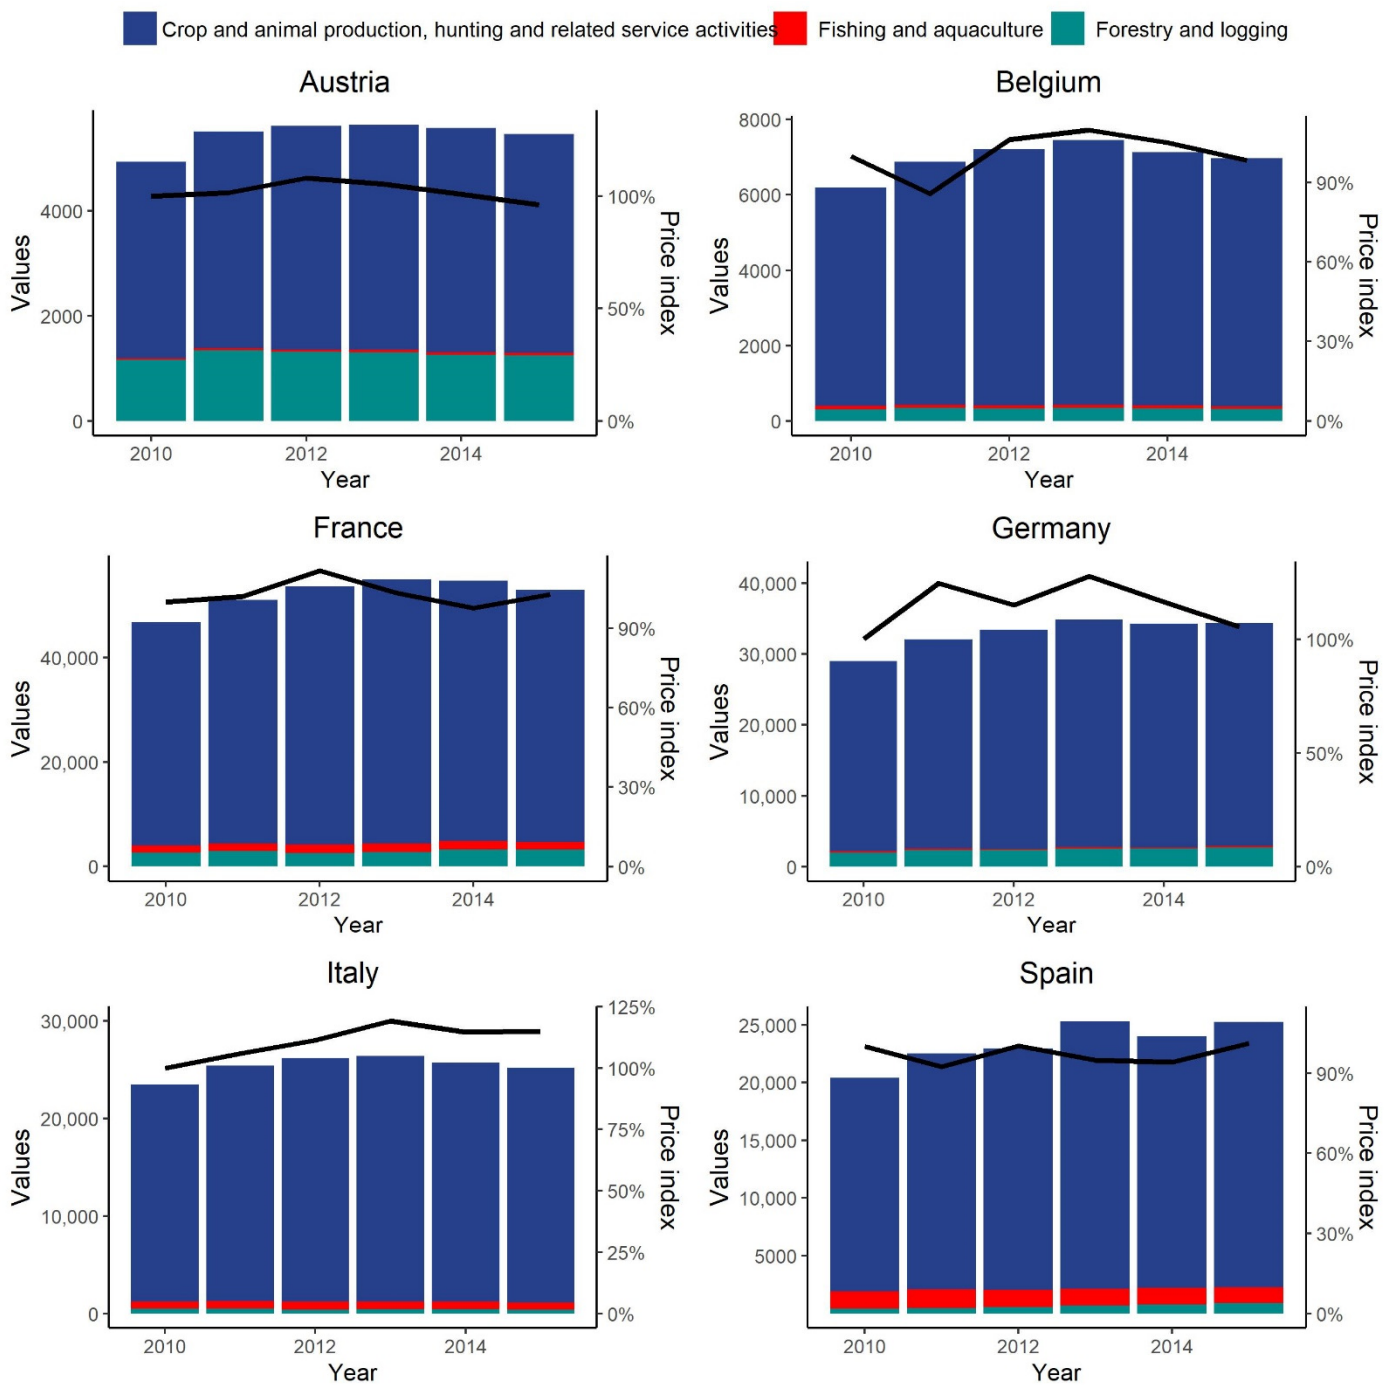 Crop and animal production, hunting and related service activities Fishing and aquaculture Forestry and logging
Austria
Values
4000
2000
0
100%
50%
0%
Price index
2010 2012 2014
Year
Belgium
Vanes
8000
6000
4000
2000
0
90%
60%
30%
0%
Price index
2010 2012 2014
Year
France
Values
40,000
20,000
0
90%
60%
30%
0%
Price index
2010 2012 2014
Year
Germany
Values
40,000
30,000
20,000
10,000
0
100%
50%
0%
Price index
2010 2012 2014
Year
Italy
Values
30,000
20,000
10,000
0
125%
100%
75%
50%
25%
0%
Price index
2010 2012 2014
Year
Spain
Values
25,000
20,000
15,000
10,000
5000
90%
60%
30%
0%
Price index
2010 2012 2014
Year